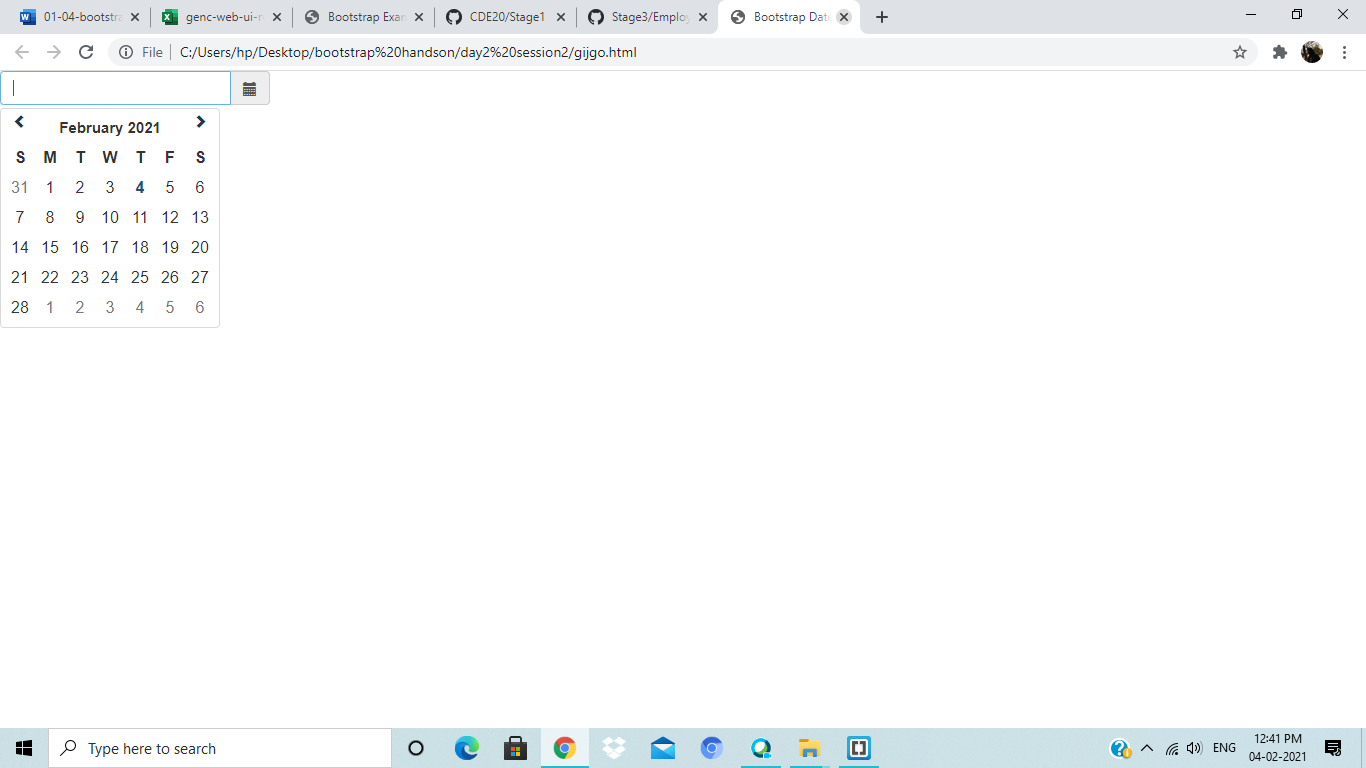 01-04-bootstra
genc-web-ui-r
Bootstrap Exa
CDE20/Stage1
Stage3/Employ
Bootstrap Dat
File
C:/Users/hp/Desktop/bootstrap%20handson/day2%20session2/gijgo.html
February 2021
S M T W T F S
31 1 2 3 4 5 6
7 8 9 10 11 12 13
14 15 16 17 18 19 20
21 22 23 24 25 26 27
28 1 2 3 4 5 6
Type here to search
ENG
12:41 PM
04-02-2021